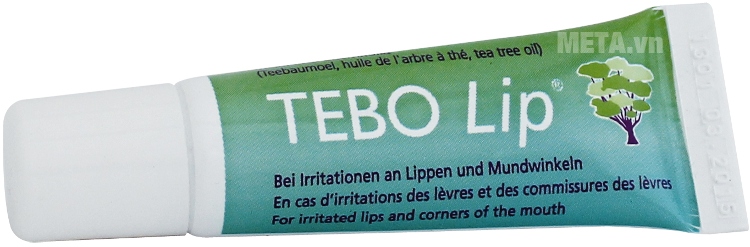 META.vn
(Teebaumoel, huile de l'arbre à thé, tea tree oil)
TEBO Lip®
Bei Irritationen an Lippen und Mundwinkeln
En cas d'irritations des lèvres et des commissures des lèvres
For irritated lips and corners of the mouth